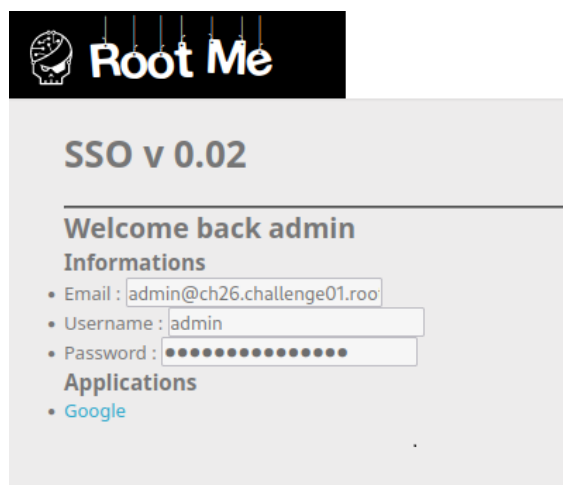 Root Me
SSO v 0.02
Welcome back admin
Informations
• Email : admin@ch26.challenge01.roo
• Username : admin
• Password : ●●●●●●●●●●●●●●●
Applications
• Google